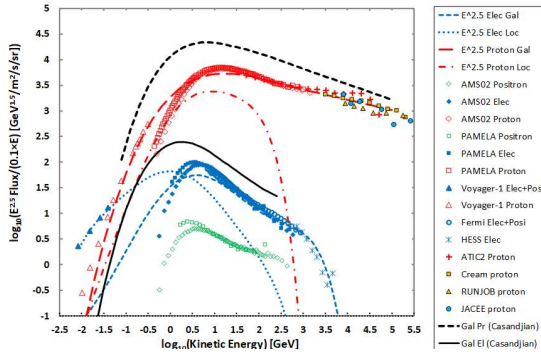 log10(E^2.5 Flux/(0.1×E) [GeV^2.5/m²/s/sr]
5
4.5
4
3.5
3
2.5
2
1.5
1
0.5
0
-0.5
-1
-2.5 -2 -1.5 -1 -0.5 0 0.5 1 1.5 2 2.5 3 3.5 4 4.5 5 5.5
log10(Kinetic Energy) [GeV]
E^2.5 Elec Gal
E^2.5 Elec Loc
E^2.5 Proton Gal
E^2.5 Proton Loc
AMS02 Positron
AMS02 Elec
AMS02 Proton
PAMELA Positron
PAMELA Elec
PAMELA Proton
Voyager-1 Elec+Posi
Voyager-1 Proton
Fermi Elec+Posi
HESS Elec
ATIC2 Proton
Cream proton
RUNJOB proton
JACEE proton
Gal Pr (Casandjian)
Gal El (Casandjian)